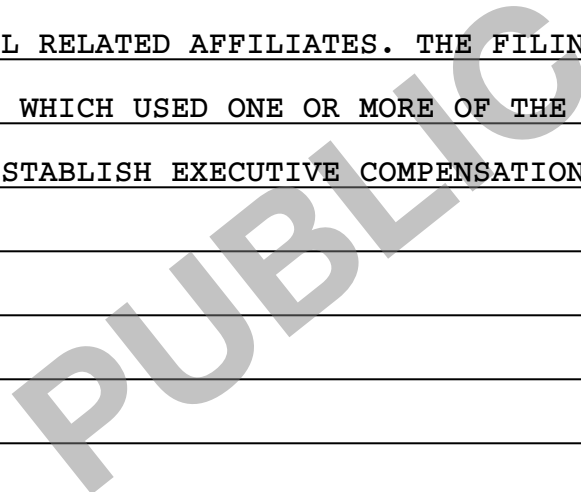 L RELATED AFFILIATES. THE FILIN
WHICH USED ONE OR MORE OF THE
STABLISH EXECUTIVE COMPENSATION
PUBLIC